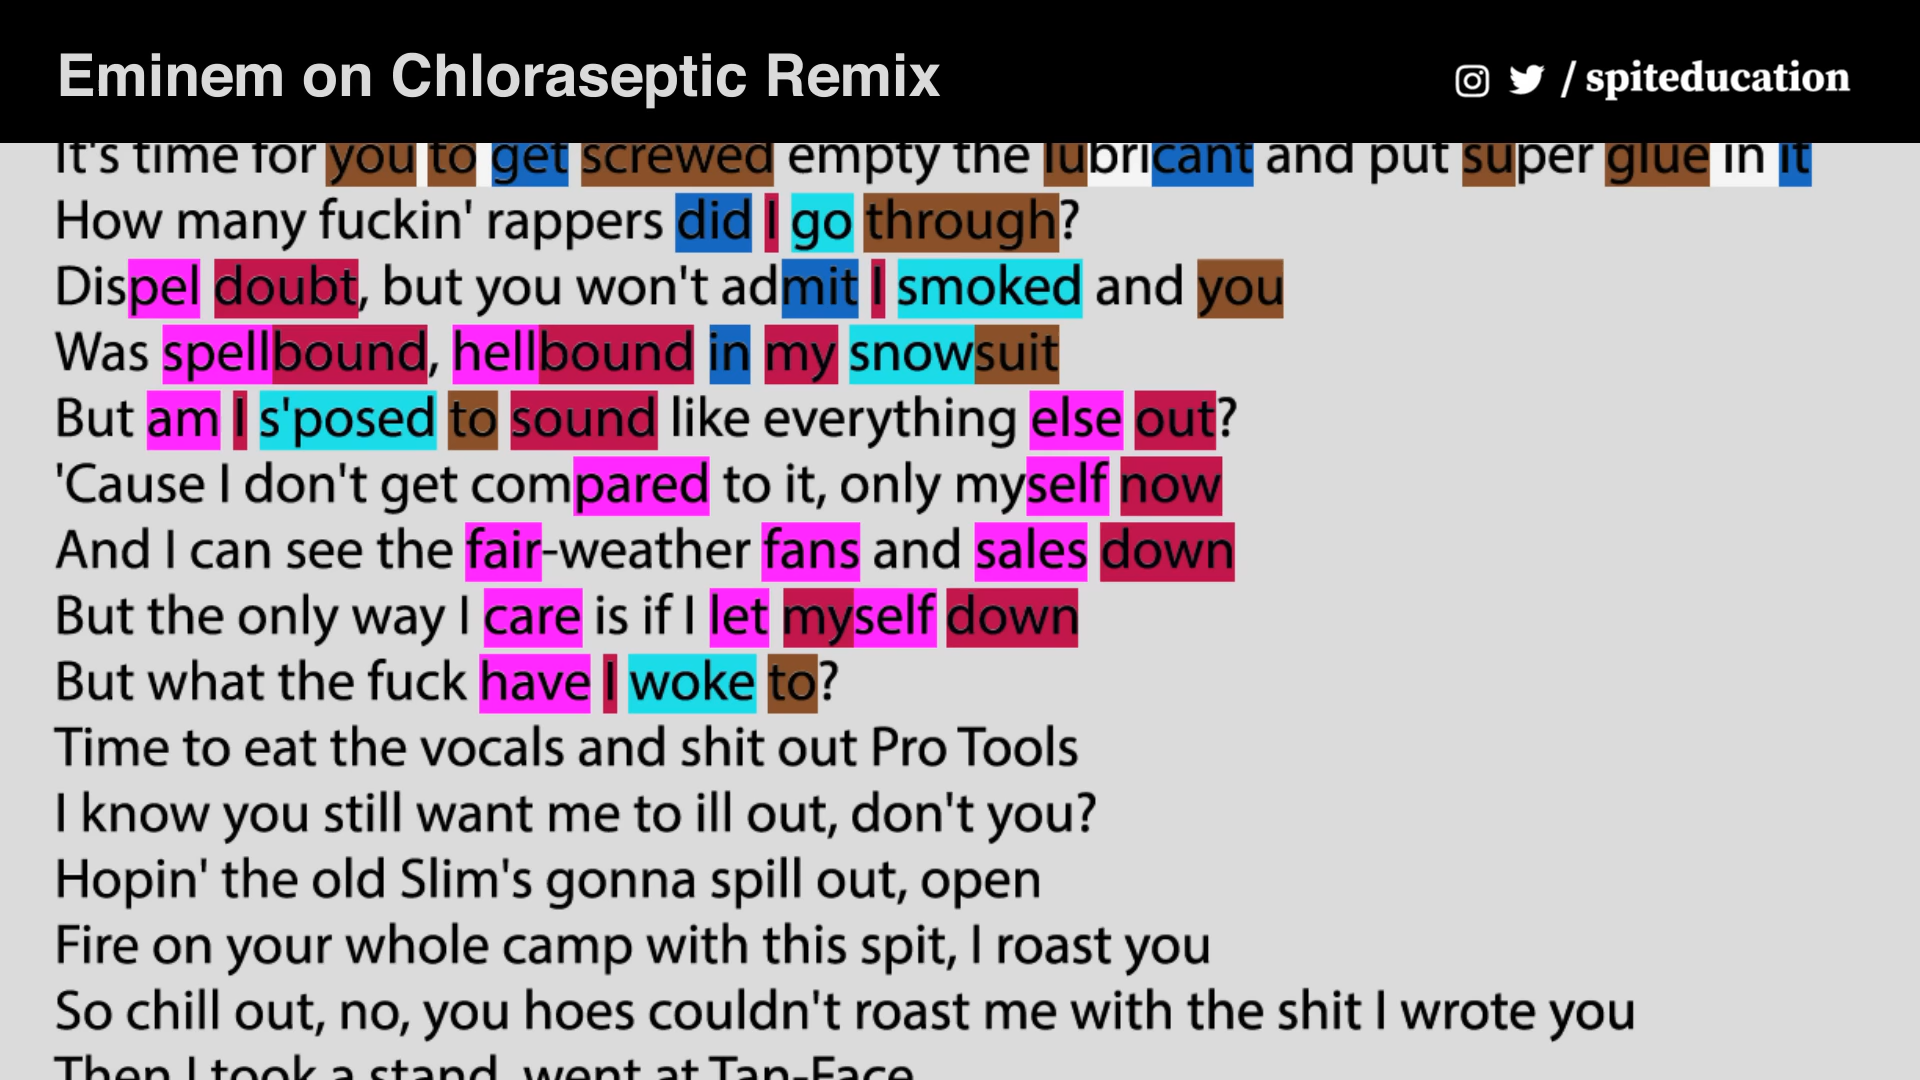 Eminem on Chloraseptic Remix
/ spiteducation
It's time for you to get screwed empty the lubricant and put super glue in it
How many fuckin' rappers did I go through?
Dispel doubt, but you won't admit I smoked and you
Was spellbound, hellbound in my snowsuit
But am I s'posed to sound like everything else out?
'Cause I don't get compared to it, only myself now
And I can see the fair-weather fans and sales down
But the only way I care is if I let myself down
But what the fuck have I woke to?
Time to eat the vocals and shit out Pro Tools
I know you still want me to ill out, don't you?
Hopin' the old Slim's gonna spill out, open
Fire on your whole camp with this spit, I roast you
So chill out, no, you hoes couldn't roast me with the shit I wrote you
Then I took a stand, went at Tan-Face